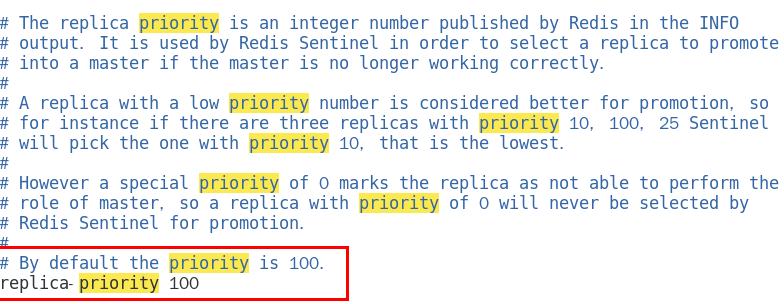 # The replica priority is an integer number published by Redis in the INFO
# output. It is used by Redis Sentinel in order to select a replica to promote
# into a master if the master is no longer working correctly.
#
# A replica with a low priority number is considered better for promotion, so
# for instance if there are three replicas with priority 10, 100, 25 Sentinel
# will pick the one with priority 10, that is the lowest.
#
# However a special priority of 0 marks the replica as not able to perform the
# role of master, so a replica with priority of 0 will never be selected by
# Redis Sentinel for promotion.
#
# By default the priority is 100.
replica-priority 100